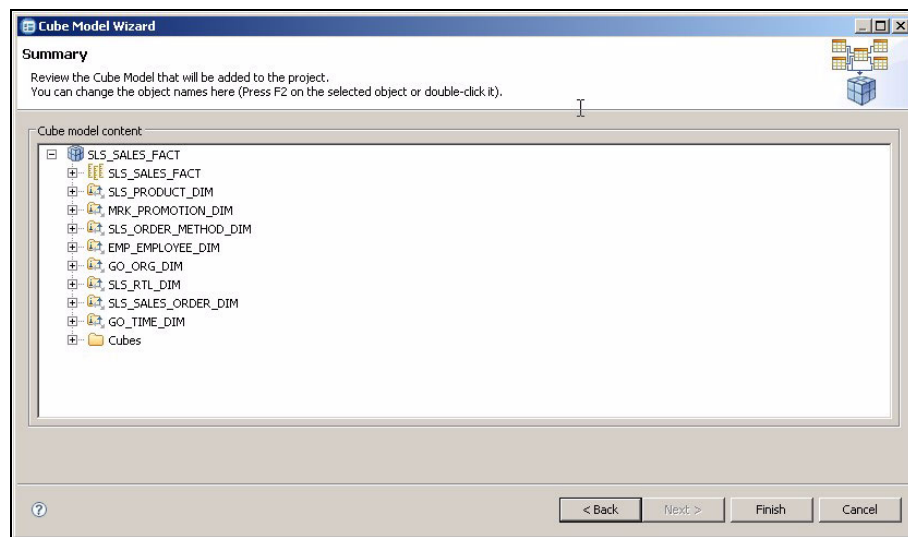 Cube Model Wizard
Summary
Review the Cube Model that will be added to the project.
You can change the object names here (Press F2 on the selected object or double-click it).
Cube model content
SLS_SALES_FACT
SLS_SALES_FACT
SLS_PRODUCT_DIM
MRK_PROMOTION_DIM
SLS_ORDER_METHOD_DIM
EMP_EMPLOYEE_DIM
GO_ORG_DIM
SLS_RTL_DIM
SLS_SALES_ORDER_DIM
GO_TIME_DIM
Cubes
< Back Next > Finish Cancel